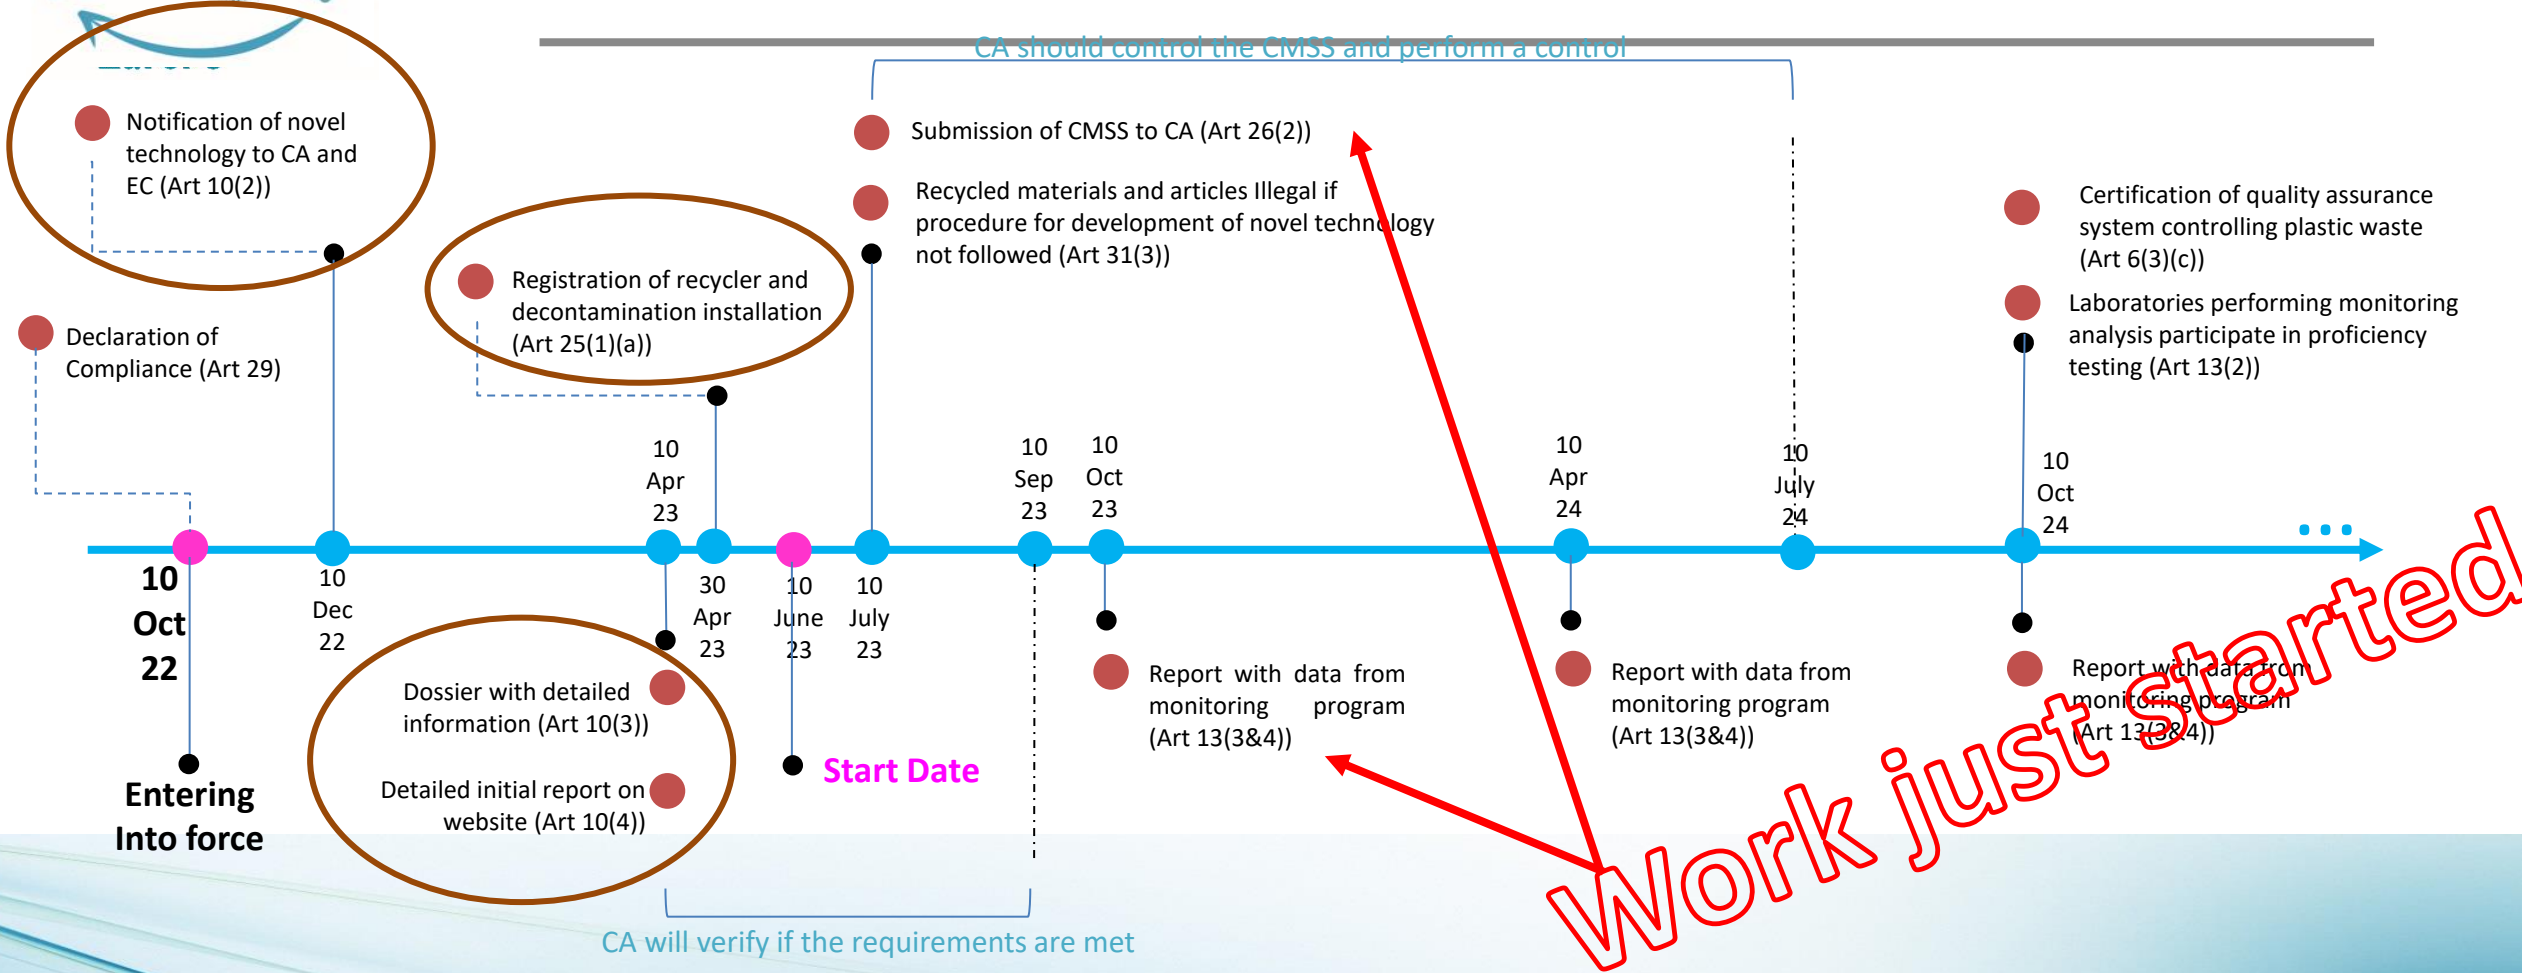 CA should control the CMSS and perform a control
Notification of novel
technology to CA and
EC (Art 10(2))
Declaration of
Compliance (Art 29)
Registration of recycler and
decontamination installation
(Art 25(1)(a))
Submission of CMSS to CA (Art 26(2))
Recycled materials and articles Illegal if
procedure for development of novel technology
not followed (Art 31(3))
Certification of quality assurance
system controlling plastic waste
(Art 6(3)(c))
Laboratories performing monitoring
analysis participate in proficiency
testing (Art 13(2))
10
Apr
23
10
Sep
23
10
Oct
23
10
Apr
24
10
July
24
10
Oct
24
...
10
Oct
22
10
Dec
22
30
Apr
23
10
June
23
10
July
23
Entering
Into force
Dossier with detailed
information (Art 10(3))
Detailed initial report on
website (Art 10(4))
Start Date
Report with data from
monitoring program
(Art 13(3&4))
Report with data from
monitoring program
(Art 13(3&4))
Report with data from
monitoring program
(Art 13(3&4))
Work just started
CA will verify if the requirements are met